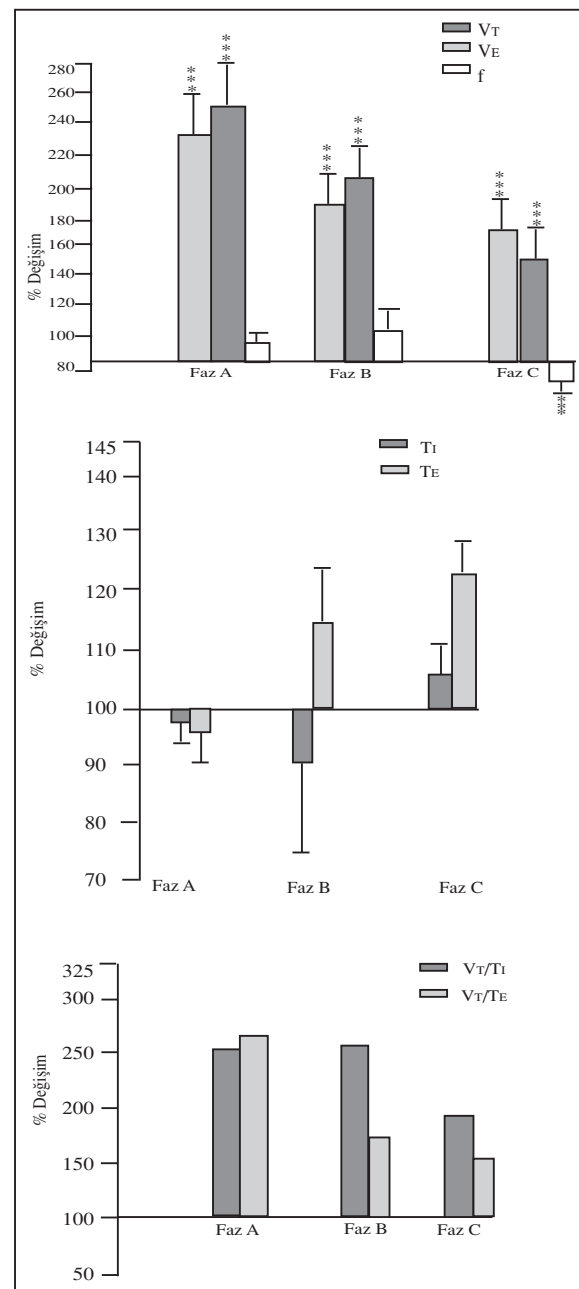 VT
VE
f
280
260
240
220
200
180
160
140
120
100
80
% Değişim
***
***
***
***
***
***
***
Faz A
Faz B
Faz C
TI
TE
145
140
130
120
110
100
90
80
70
% Değişim
Faz A
Faz B
Faz C
VT/TI
VT/TE
325
300
250
200
150
100
50
% Değişim
Faz A
Faz B
Faz C